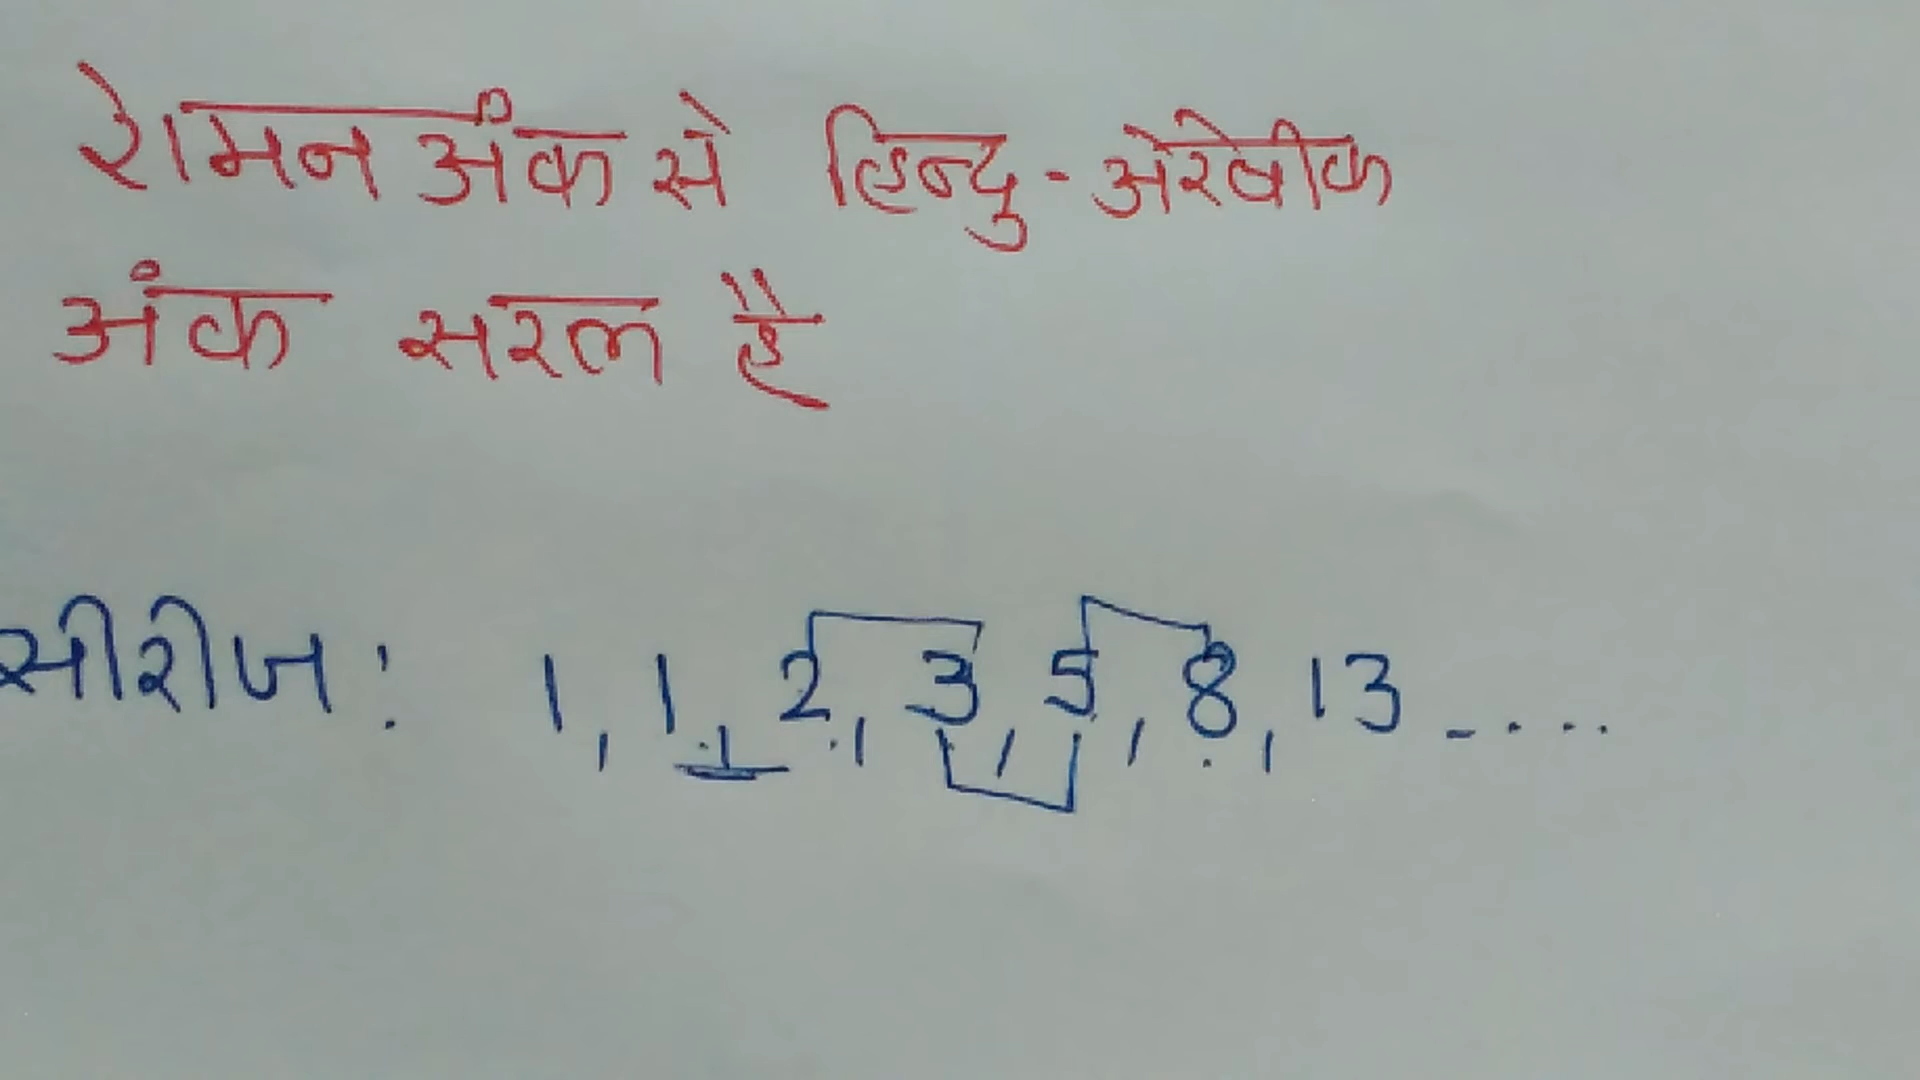 रोमन अंक से हिन्दु-अरेबीक
अंक सरल है
सीरीज: 1, 1, 2, 3, 5, 8, 13 - . . . .